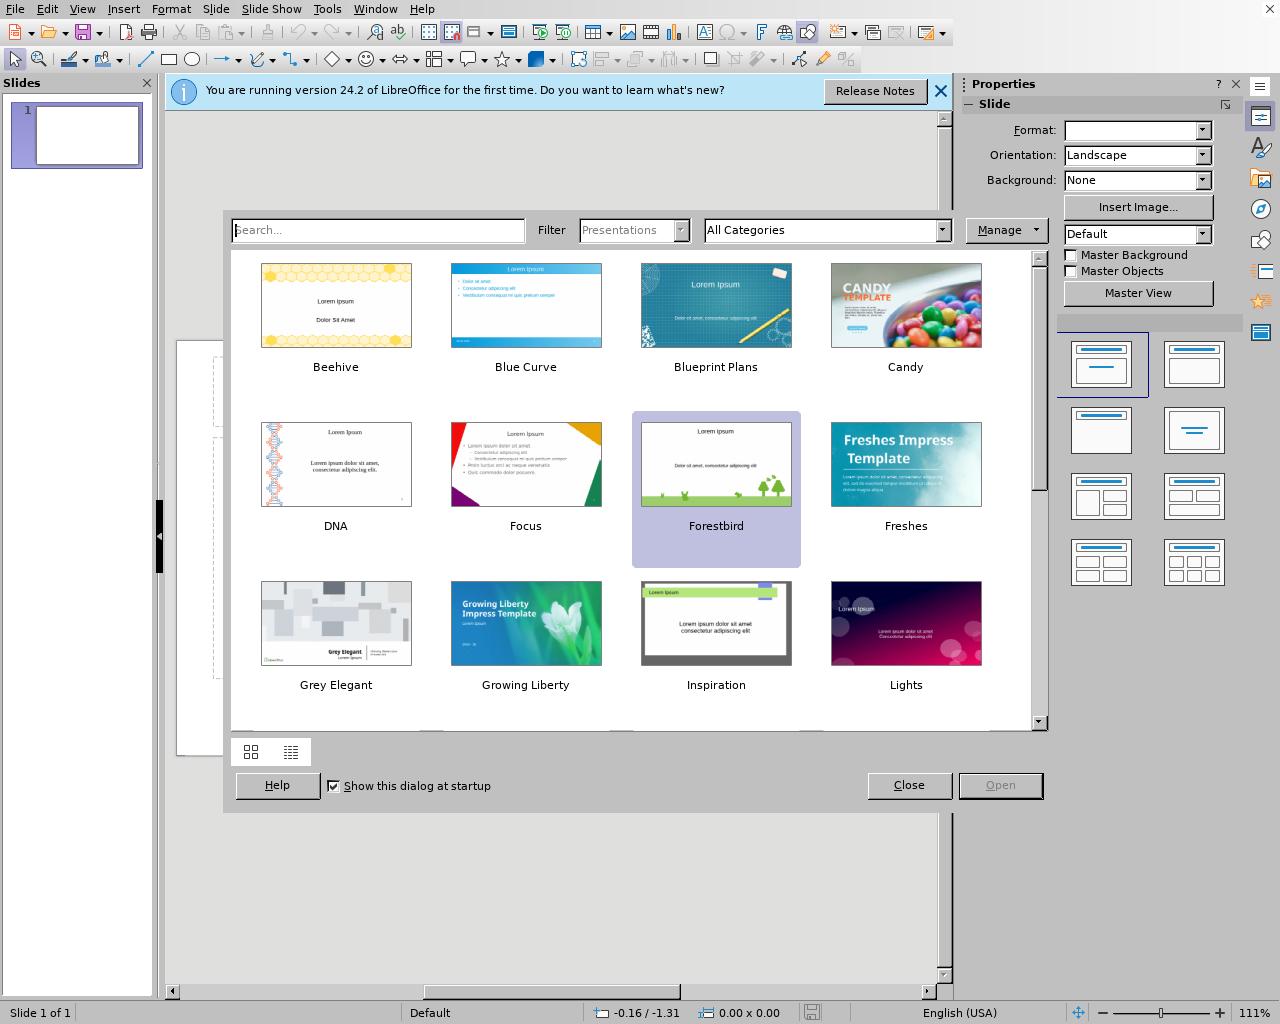 File Edit View Insert Format Slide Slide Show Tools Window Help
Slides
1
You are running version 24.2 of LibreOffice for the first time. Do you want to learn what's new?
Release Notes
Properties
Slide
Format:
Orientation: Landscape
Background: None
Insert Image...
Default
Master Background
Master Objects
Master View
Search...
Filter
Presentations
All Categories
Manage
Lorem Ipsum
Dolor Sit Amet
Beehive
Lorem Ipsum
Dolor sit amet
Consectetur adipiscing elit
Vestibulum consequat mi quis pretium semper
Blue Curve
Lorem Ipsum
Dolor sit amet, consectetur adipiscing elit
Blueprint Plans
CANDY
TEMPLATE
Candy
Lorem Ipsum
Lorem ipsum dolor sit amet,
consectetur adipiscing elit.
DNA
Lorem Ipsum
Lorem ipsum dolor sit amet
Consectetur adipiscing elit
Vestibulum consequat mi quis pretium semper
Proin luctus orci ac neque venenatis
Quis commodo dolor posuere
Focus
Lorem Ipsum
Dolor sit amet, consectetur adipiscing elit
Forestbird
Freshes Impress
Template
Freshes
Grey Elegant
Lorem Ipsum
Grey Elegant
Growing Liberty
Impress Template
Lorem Ipsum
Growing Liberty
Lorem Ipsum
Lorem ipsum dolor sit amet
consectetur adipiscing elit
Inspiration
Lorem Ipsum
Lorem ipsum dolor sit amet
Consectetur adipiscing elit
Lights
Help
Show this dialog at startup
Close
Open
Slide 1 of 1
Default
-0.16 / -1.31
0.00 x 0.00
English (USA)
111%